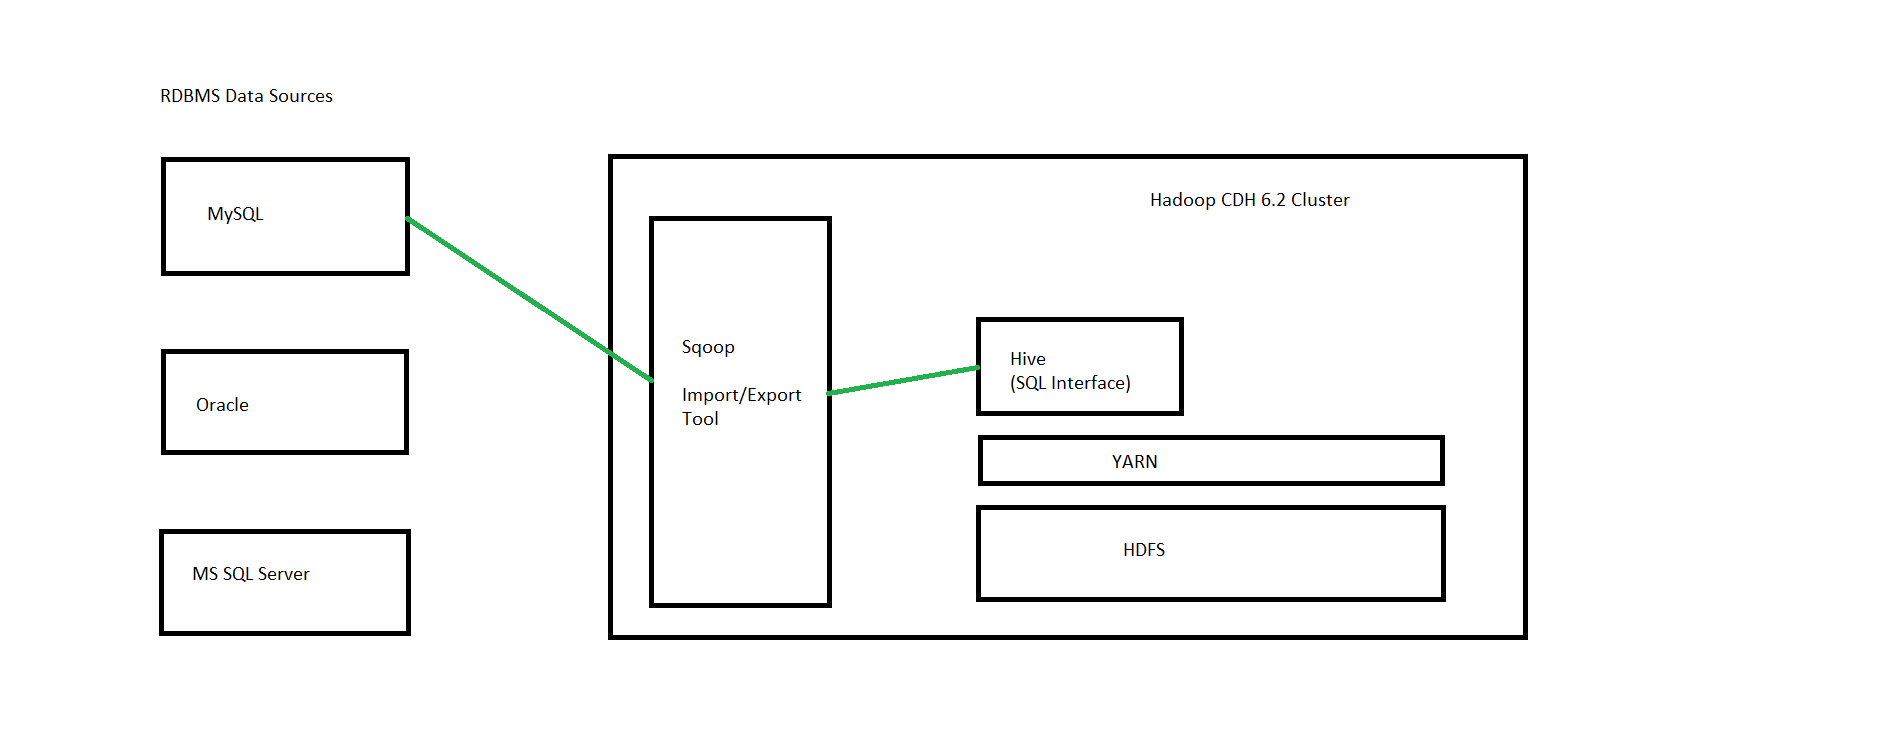 RDBMS Data Sources
MySQL
Oracle
MS SQL Server
Hadoop CDH 6.2 Cluster
Sqoop
Import/Export
Tool
Hive
(SQL Interface)
YARN
HDFS